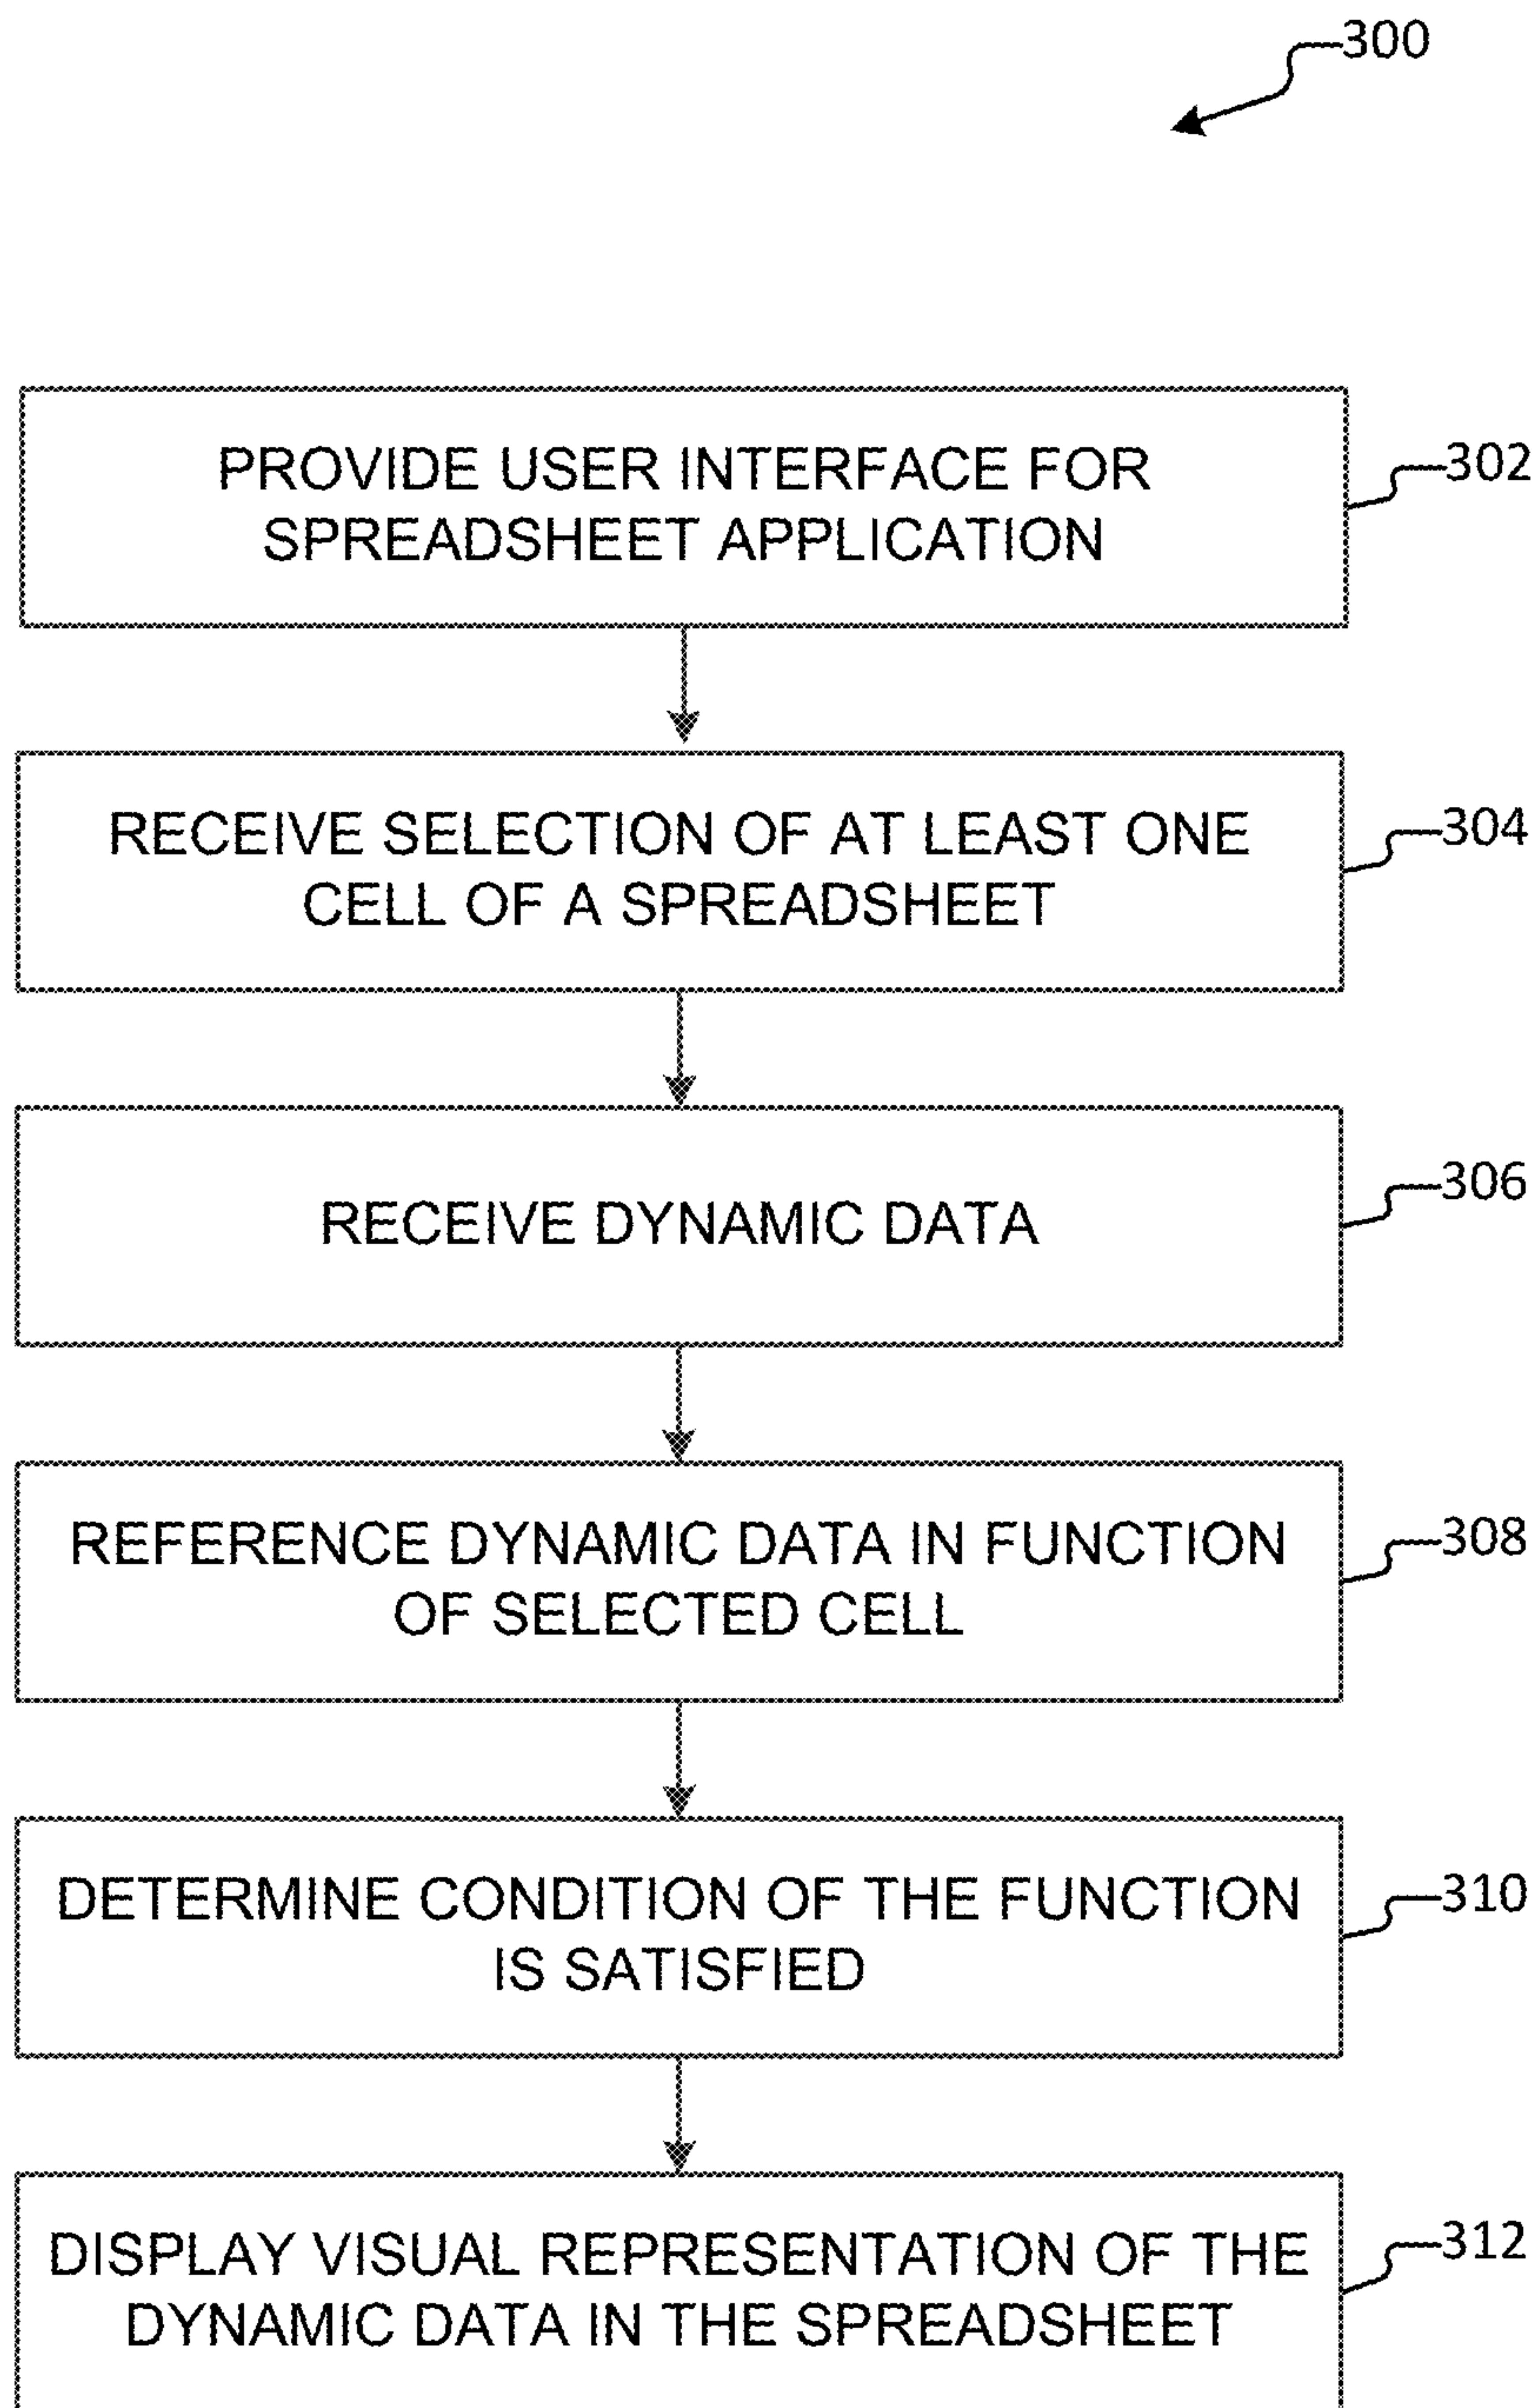 300
PROVIDE USER INTERFACE FOR
SPREADSHEET APPLICATION
302
RECEIVE SELECTION OF AT LEAST ONE
CELL OF A SPREADSHEET
304
RECEIVE DYNAMIC DATA
306
REFERENCE DYNAMIC DATA IN FUNCTION
OF SELECTED CELL
308
DETERMINE CONDITION OF THE FUNCTION
IS SATISFIED
310
DISPLAY VISUAL REPRESENTATION OF THE
DYNAMIC DATA IN THE SPREADSHEET
312